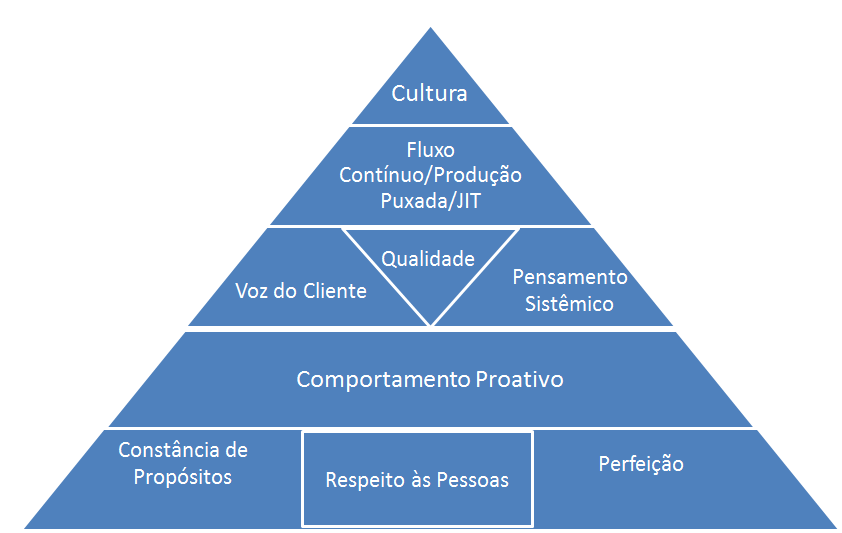 Cultura
Fluxo
Contínuo/Produção
Puxada/JIT
Voz do Cliente
Qualidade
Pensamento
Sistêmico
Comportamento Proativo
Constância de
Propósitos
Respeito às Pessoas
Perfeição